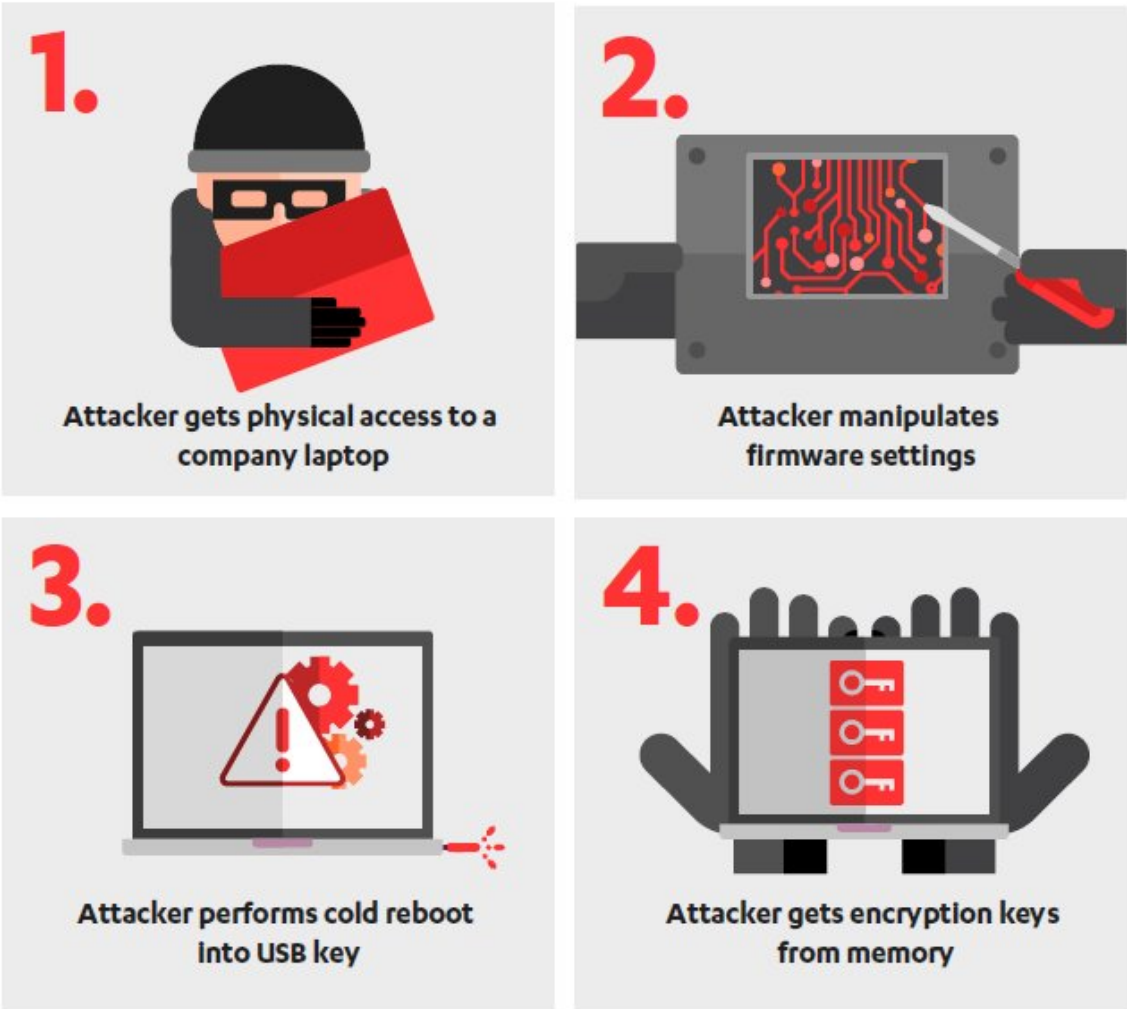 1.
Attacker gets physical access to a
company laptop
2.
Attacker manipulates
firmware settings
3.
Attacker performs cold reboot
into USB key
4.
Attacker gets encryption keys
from memory